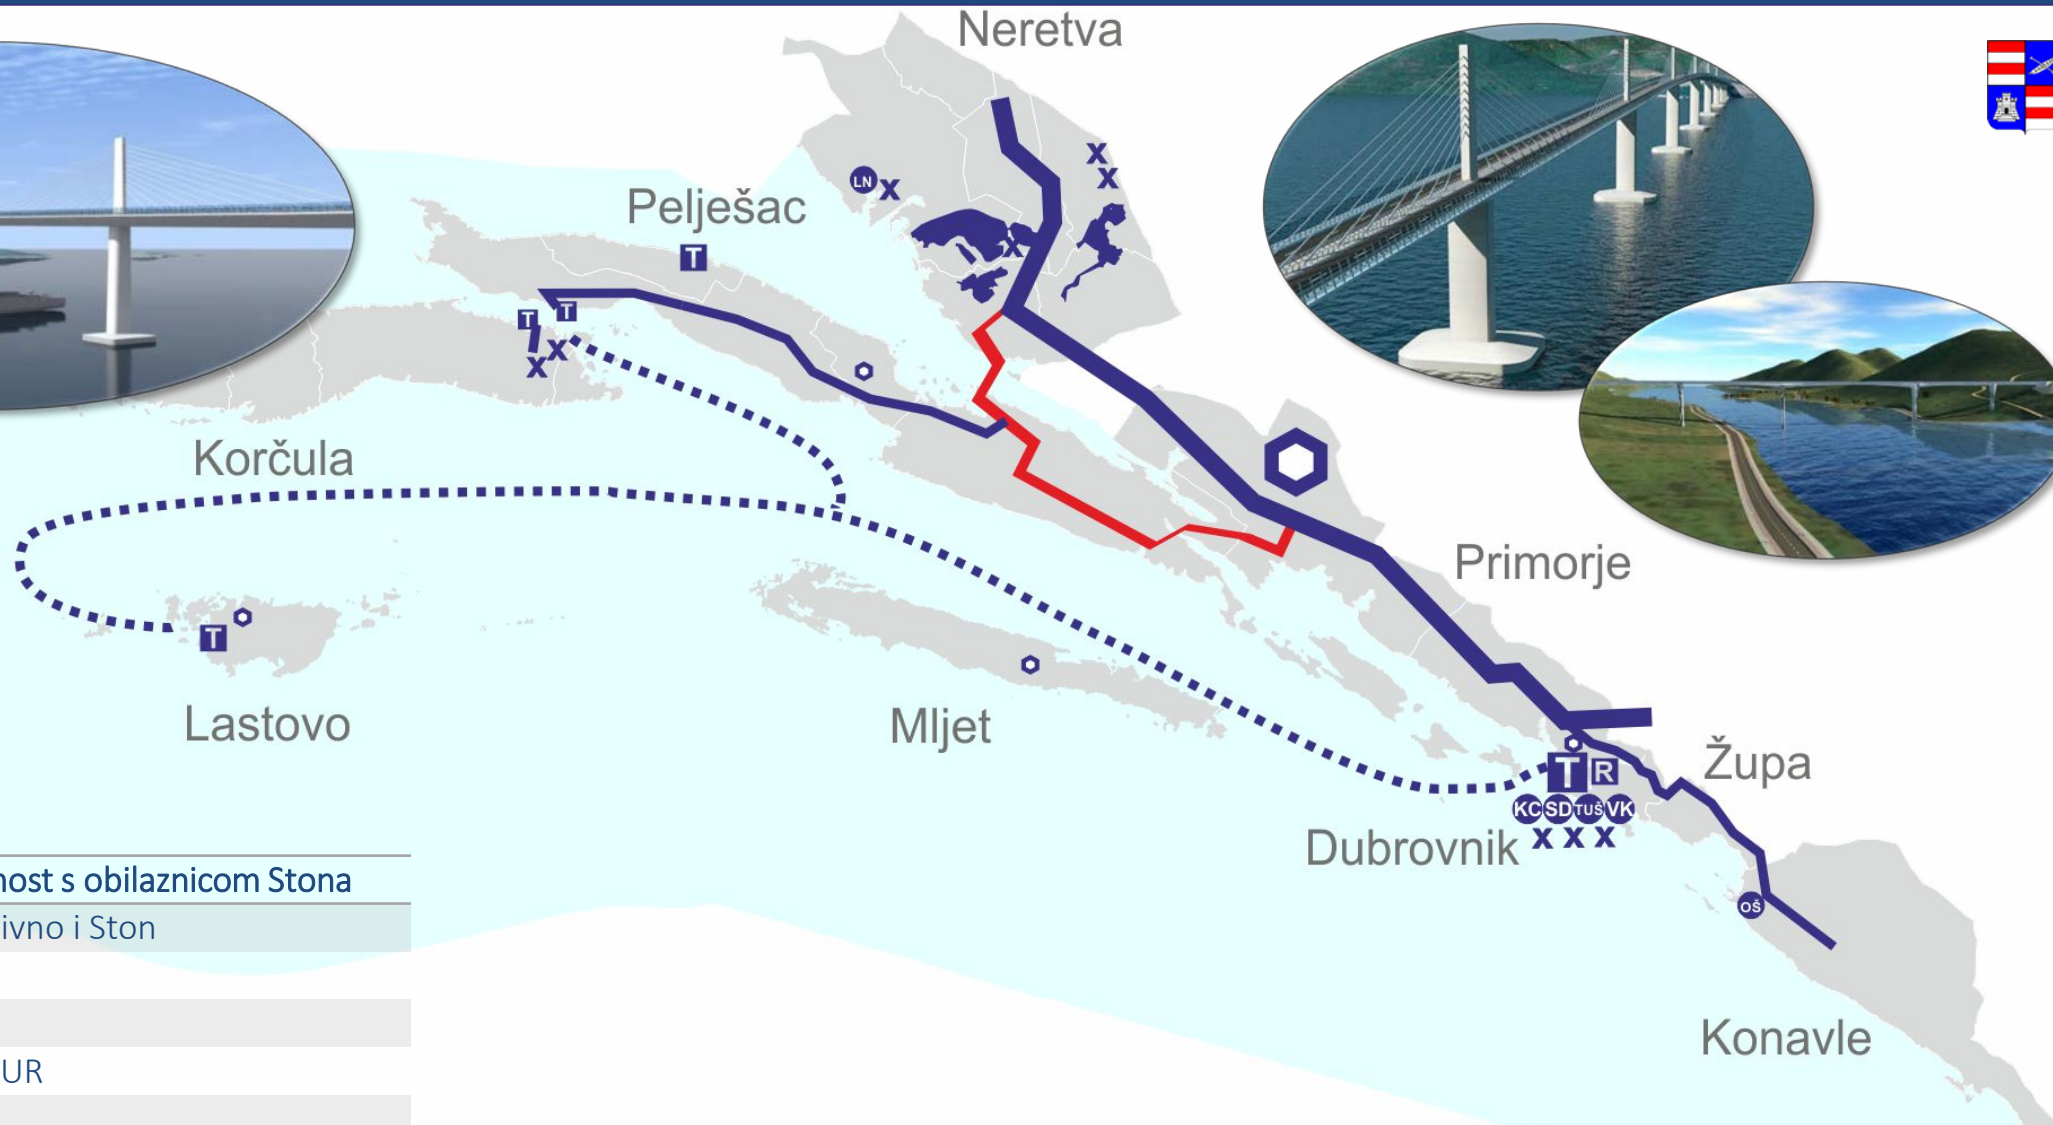 Neretva
LN X
X
X
Pelješac
T
X
T T
X
X
Korčula
Primorje
T
Lastovo
Mljet
Župa
T R
KC SD TUŠ VK
Dubrovnik X X X
OŠ
Konavle
nost s obilaznicom Stona
ivno i Ston
UR